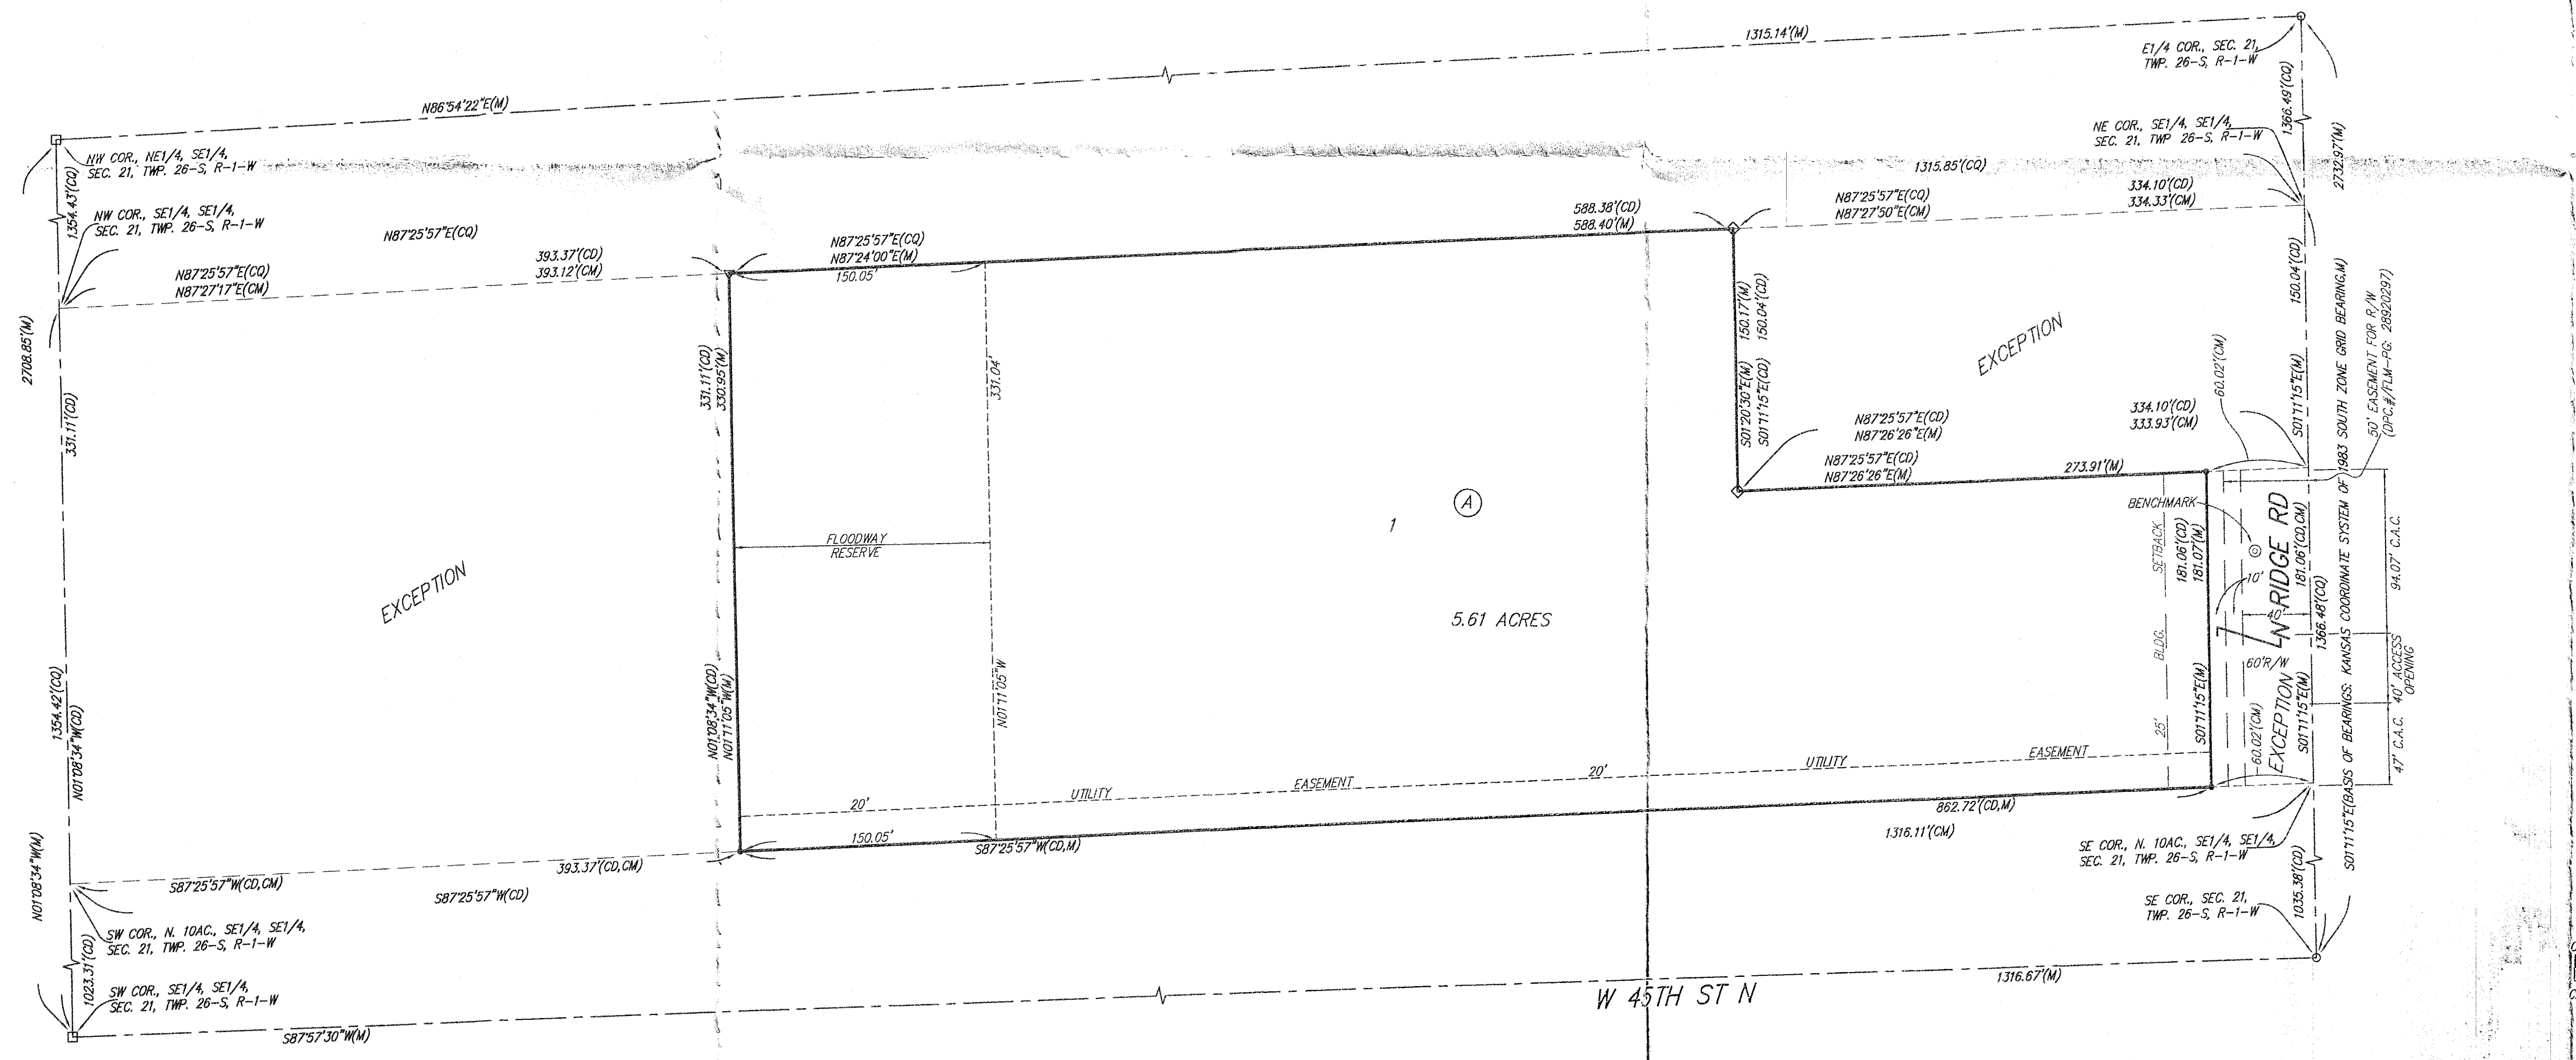 1315.14'(M)
E1/4 COR., SEC. 21,
TWP. 26-S, R-1-W
N86°54'22"E(M)
1366.49'(CQ)
NW COR., NE1/4, SE1/4,
SEC. 21, TWP. 26-S, R-1-W
1354.43'(CQ)
NE COR., SE1/4, SE1/4,
SEC. 21, TWP 26-S, R-1-W
2732.97'(M)
1315.85'(CQ)
NW COR., SE1/4, SE1/4,
SEC. 21, TWP. 26-S, R-1-W
N87°25'57"E(CQ)
588.38'(CD)
588.40'(M)
N87°25'57"E(CQ)
N87°27'50"E(CM)
334.10'(CD)
334.33'(CM)
N87°25'57"E(CQ)
N87°27'17"E(CM)
393.37'(CD)
393.12'(CM)
N87°25'57"E(CQ)
N87°24'00"E(M)
150.05'
2708.85'(M)
331.11'(CD)
331.11'(CD)
330.95'(M)
331.04'
150.17'(M)
150.04'(CD)
S01°20'30"E(M)
S01°11'15"E(CD)
EXCEPTION
150.04'(CD)
S01°11'15"E(M)
60.02'(CM)
50' EASEMENT FOR R/W
(DPC.#/FLM-PG: 28920297)
334.10'(CD)
333.93'(CM)
N87°25'57"E(CD)
N87°26'26"E(M)
N87°25'57"E(CD)
N87°26'26"E(M)
273.91'(M)
BENCHMARK
A
1
FLOODWAY
RESERVE
EXCEPTION
5.61 ACRES
25' BLDG. SETBACK
181.06'(CD)
181.07'(M)
S01°11'15"E(M)
10'
40'
60'R/W
N RIDGE RD
EXCEPTION
60.02'(CM)
181.06'(CD,CM)
S01°11'15"E(M)
1366.48'(CQ)
S01°11'15"E(BASIS OF BEARINGS: KANSAS COORDINATE SYSTEM OF 1983 SOUTH ZONE GRID BEARING,M)
94.07' C.A.C.
40' ACCESS
OPENING
47' C.A.C.
1354.42'(CQ)
N01°08'34"W(CD)
N01°08'34"W(CD)
N01°11'05"W(M)
N01°11'05"W
20' UTILITY EASEMENT 20' UTILITY EASEMENT
150.05'
S87°25'57"W(CD,M)
862.72'(CD,M)
1316.11'(CM)
393.37'(CD,CM)
S87°25'57"W(CD,CM)
S87°25'57"W(CD)
N01°08'34"W(M)
SE COR., N. 10AC., SE1/4, SE1/4,
SEC. 21, TWP. 26-S, R-1-W
SW COR., N. 10AC., SE1/4, SE1/4,
SEC. 21, TWP. 26-S, R-1-W
SE COR., SEC. 21,
TWP. 26-S, R-1-W
1035.38'(CD)
1023.31'(CD)
SW COR., SE1/4, SE1/4,
SEC. 21, TWP. 26-S, R-1-W
1316.67'(M)
W 45TH ST N
S87°57'30"W(M)